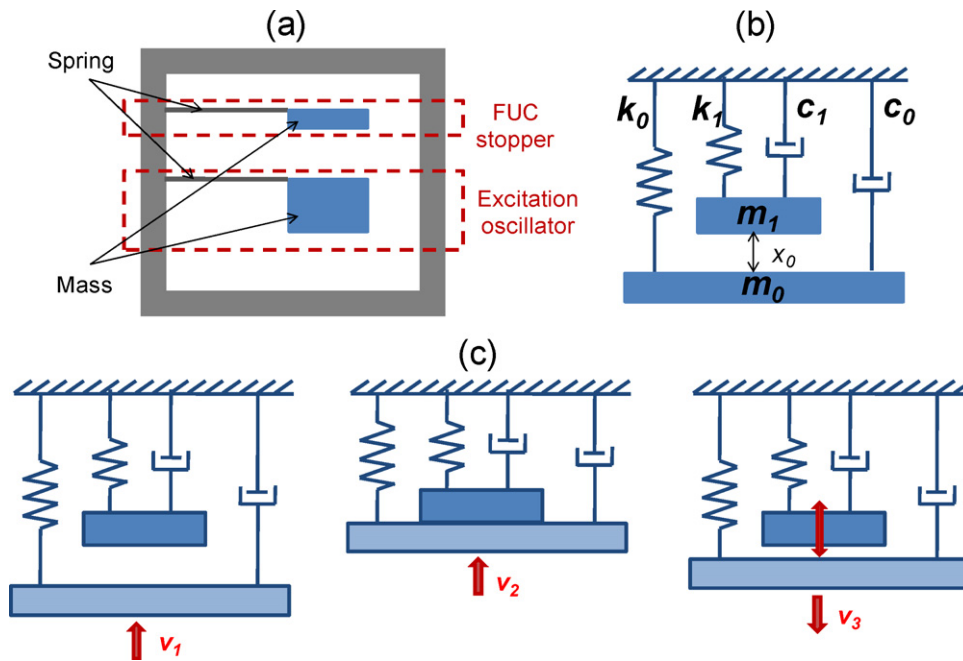 (a)
Spring
FUC
stopper
Excitation
oscillator
Mass
(b)
k0 k1 c1 c0
m1
x0
m0
(c)
v1
v2
v3